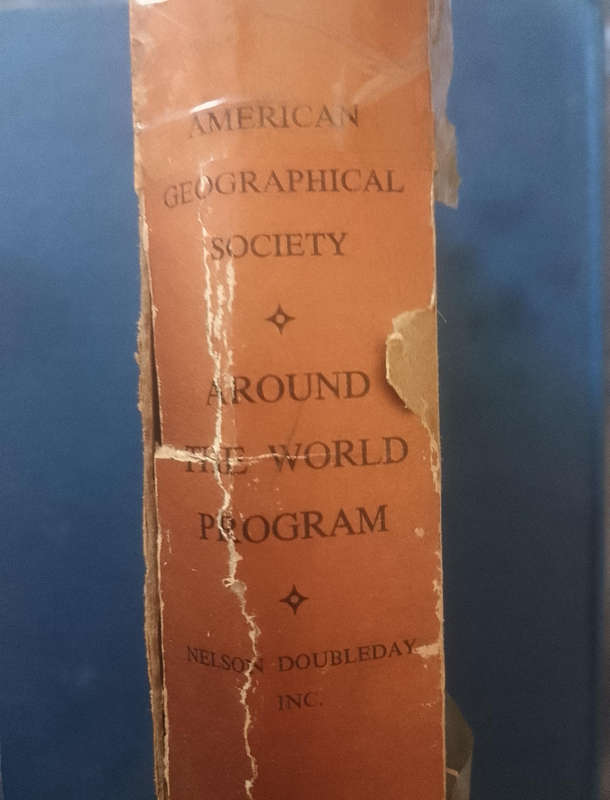 AMERICAN
GEOGRAPHICAL
SOCIETY
AROUND
THE WORLD
PROGRAM
NELSON DOUBLEDAY
INC.